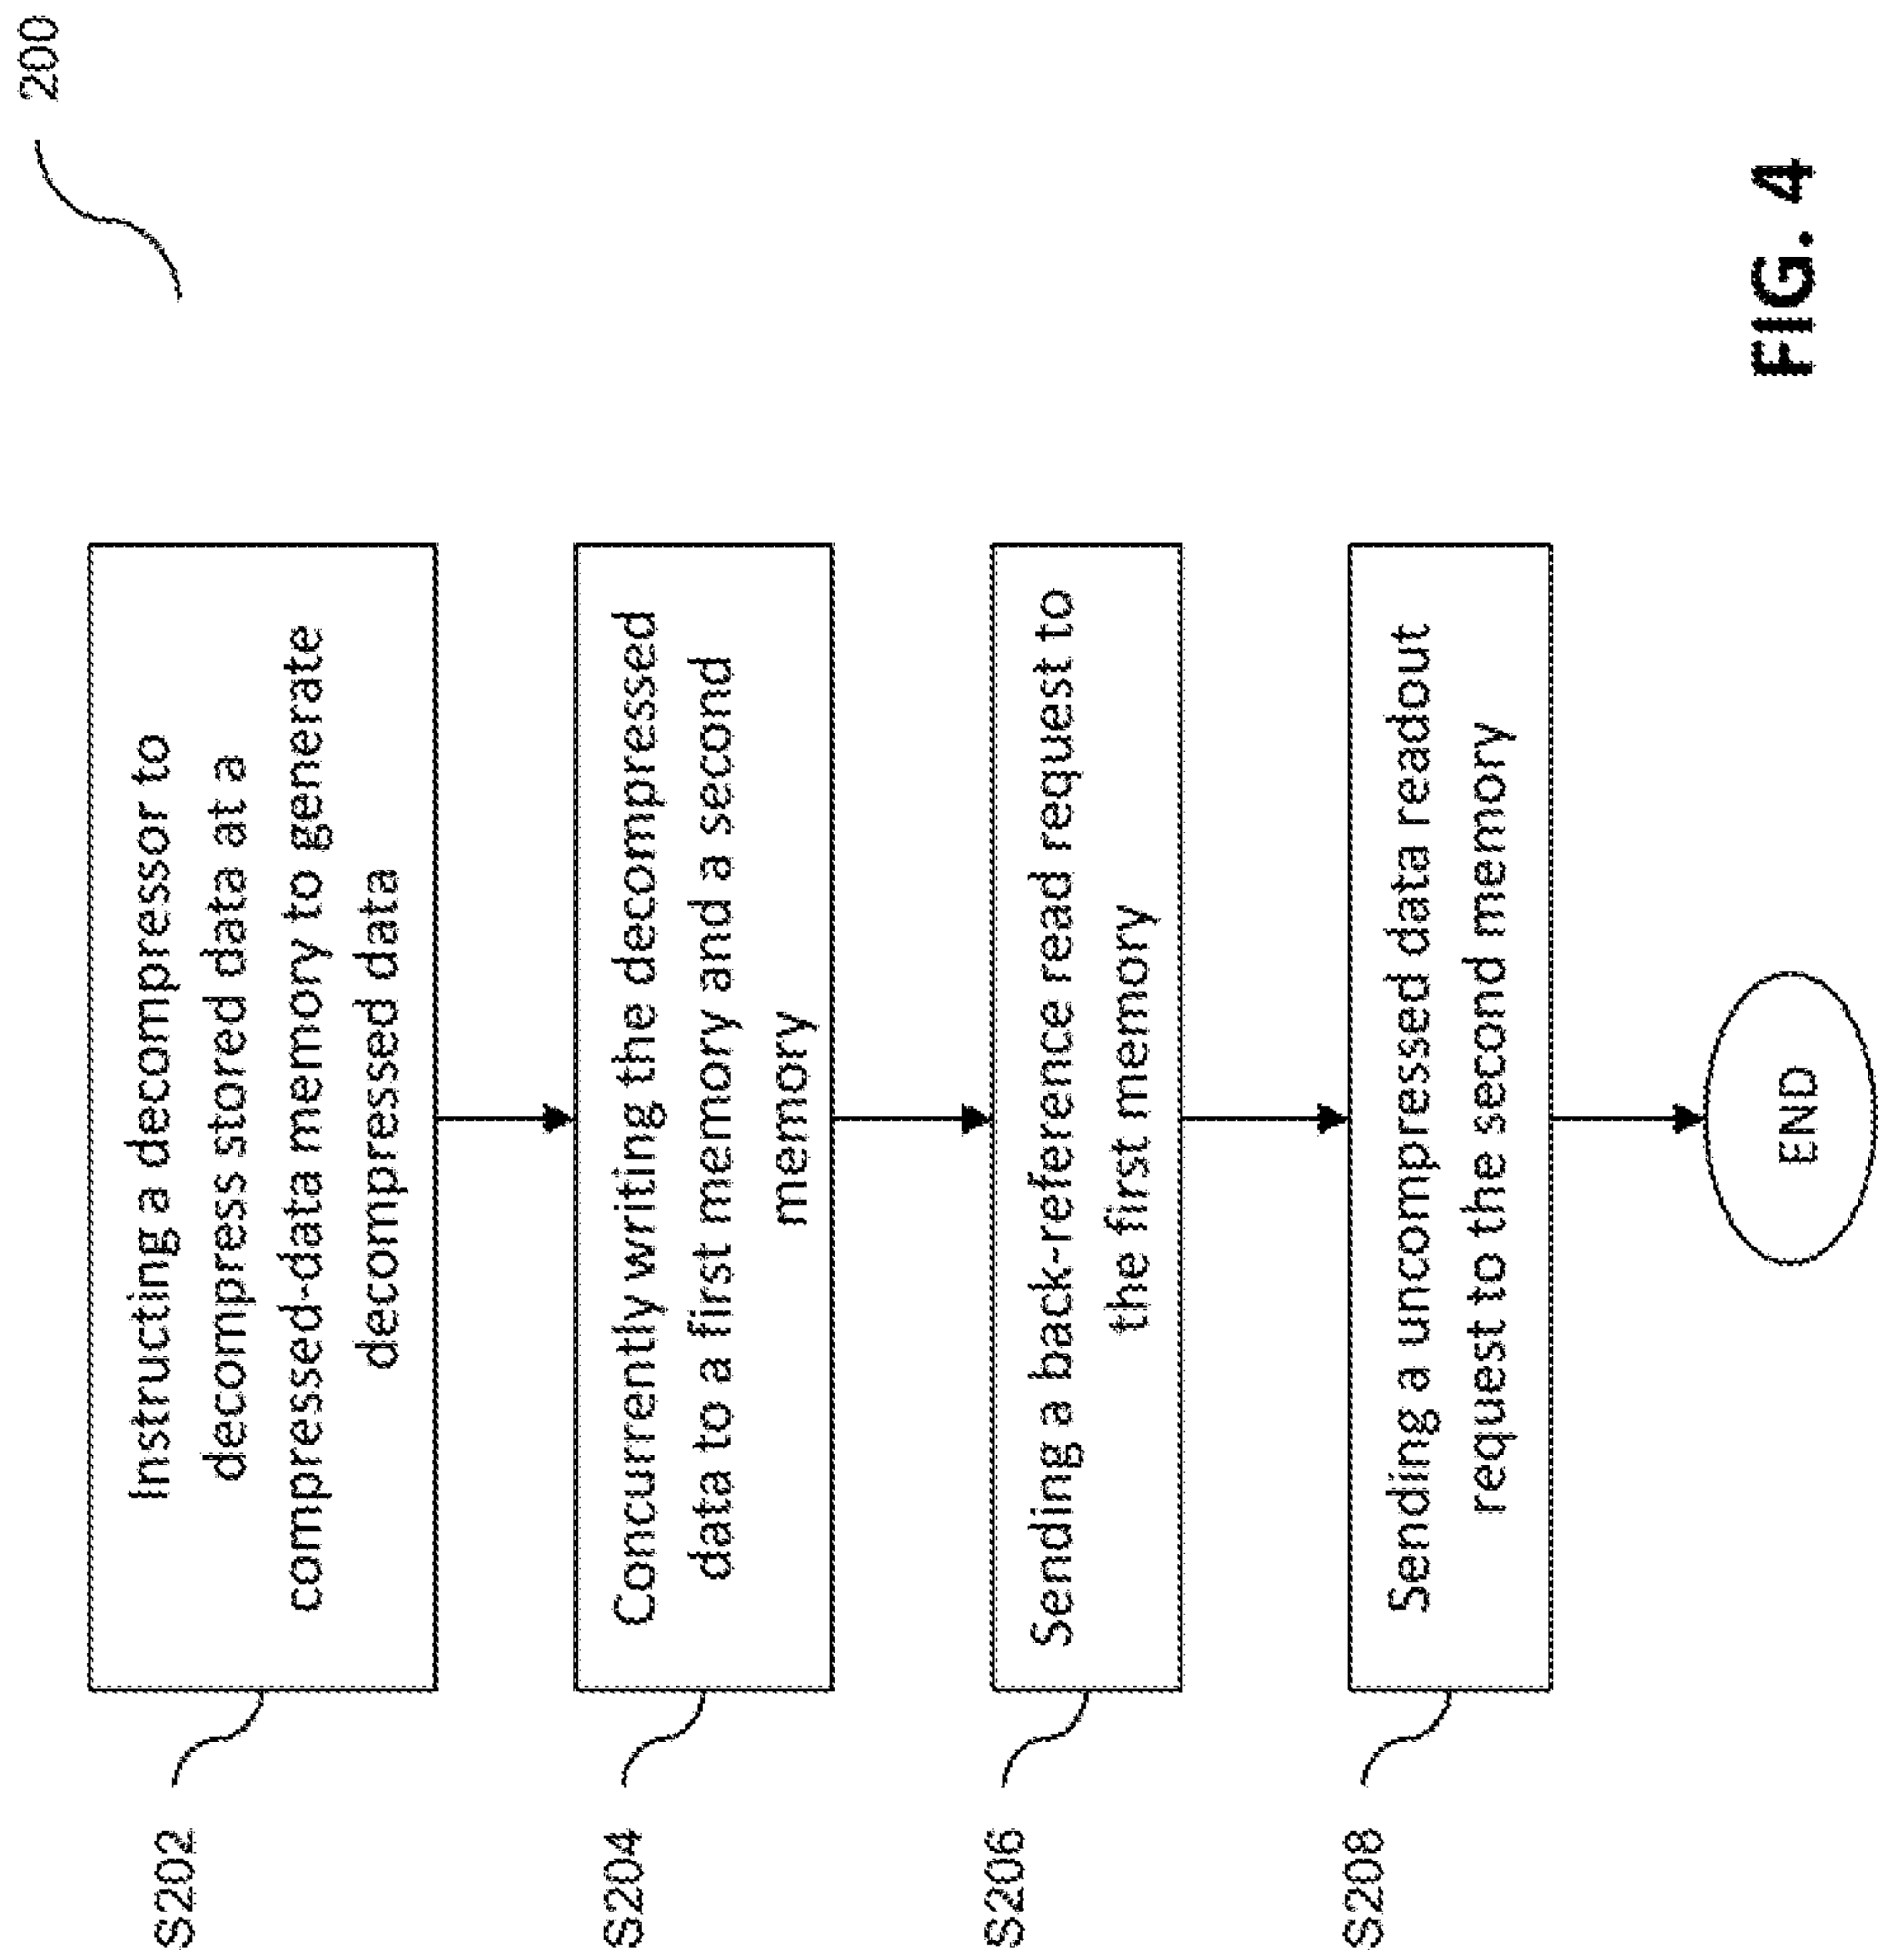 200
S202
Instructing a decompressor to
decompress stored data at a
compressed-data memory to generate
decompressed data
S204
Concurrently writing the decompressed
data to a first memory and a second
memory
S206
Sending a back-reference read request to
the first memory
S208
Sending a uncompressed data readout
request to the second memory
END
FIG. 4